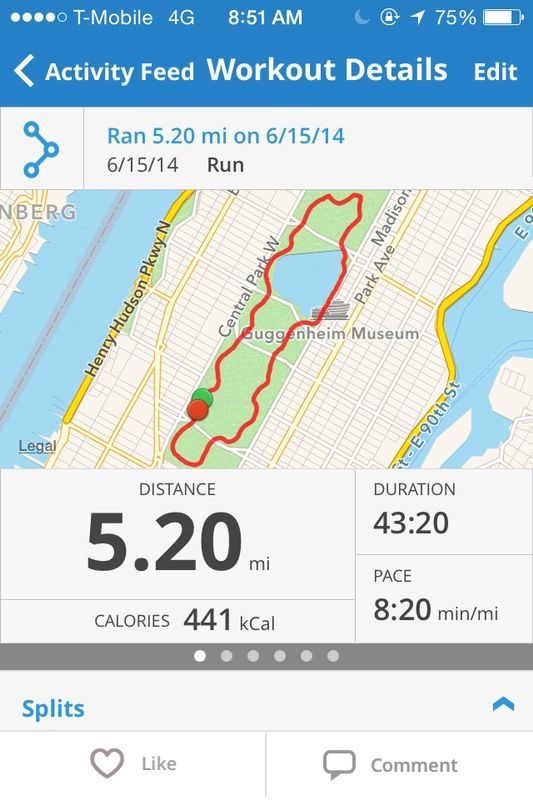 T-Mobile 4G 8:51 AM 75%
Activity Feed Workout Details Edit
Ran 5.20 mi on 6/15/14
6/15/14 Run
NBERG
Henry Hudson Pkwy N
Central Park W
Madison
Park Ave
Guggenheim Museum
E 90th St
Legal
DISTANCE
5.20 mi
DURATION
43:20
CALORIES 441 kCal
PACE
8:20 min/mi
Splits
Like Comment